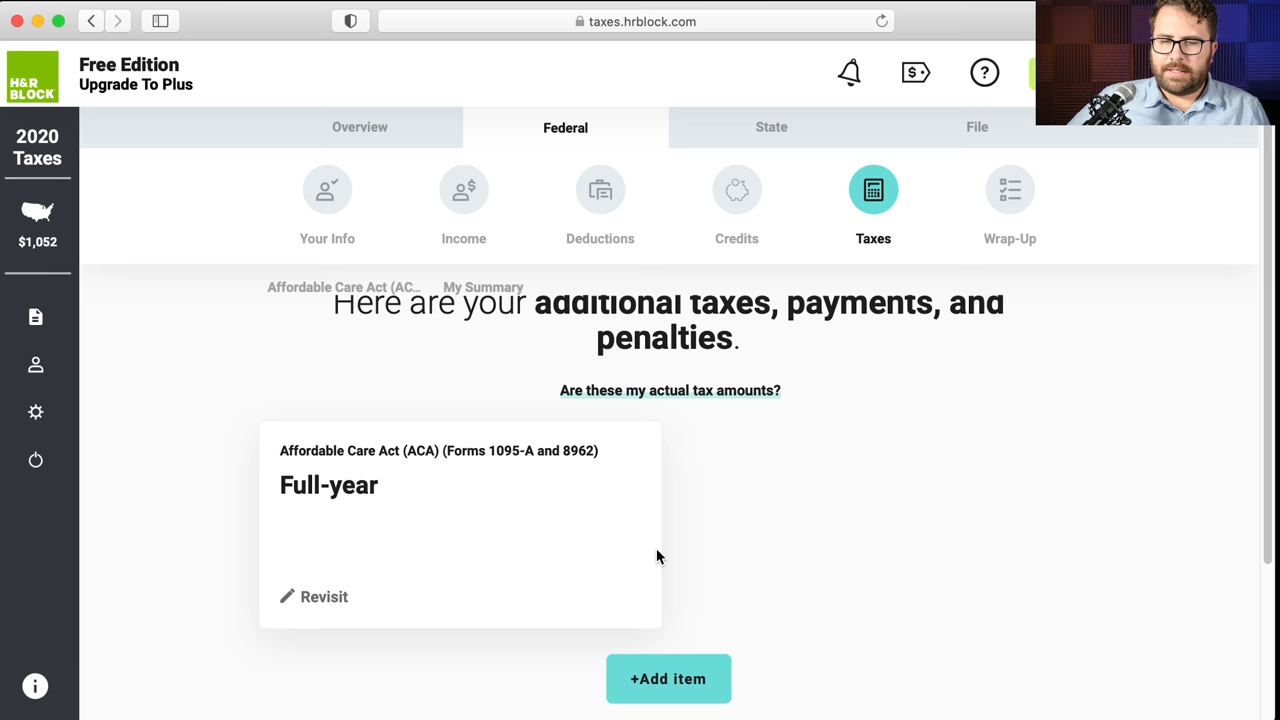 taxes.hrblock.com
H&R
BLOCK
Free Edition
Upgrade To Plus
$
?
2020
Taxes
$1,052
Overview
Federal
State
File
$
Your Info
Income
Deductions
Credits
Taxes
Wrap-Up
Affordable Care Act (AC...
My Summary
Here are your additional taxes, payments, and
penalties.
Are these my actual tax amounts?
Affordable Care Act (ACA) (Forms 1095-A and 8962)
Full-year
Revisit
+Add item
i